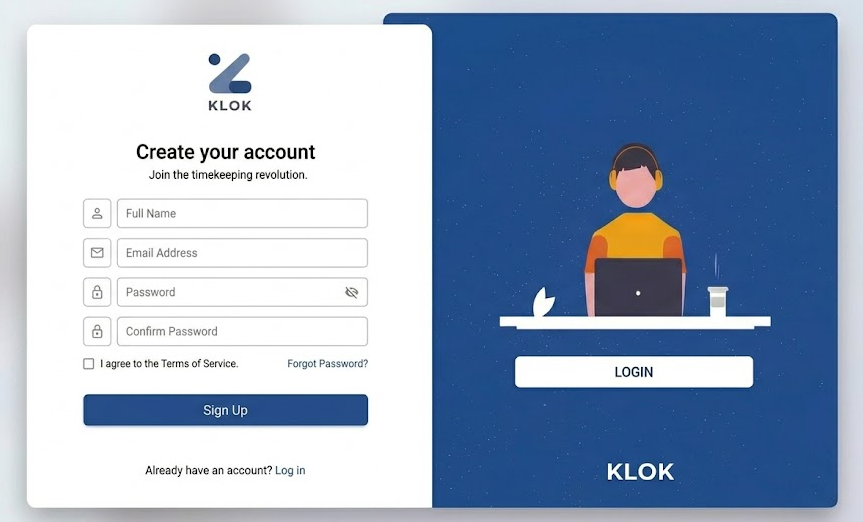 KLOK
Create your account
Join the timekeeping revolution.
Full Name
Email Address
Password
Confirm Password
I agree to the Terms of Service. Forgot Password?
Sign Up
Already have an account? Log in
LOGIN
KLOK